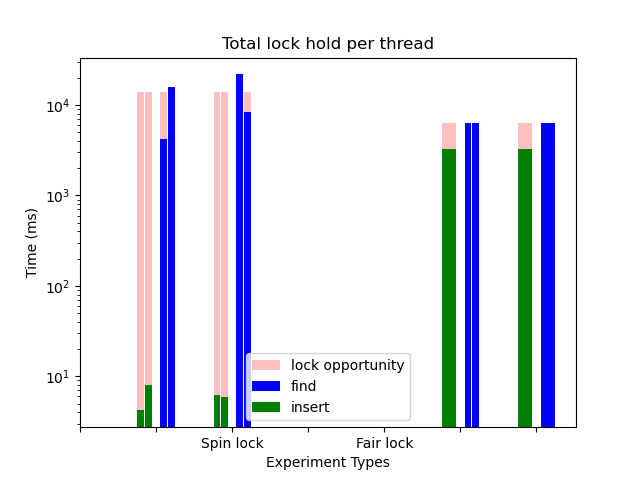 Total lock hold per thread
Time (ms)
10^4
10^3
10^2
10^1
lock opportunity
find
insert
Spin lock
Fair lock
Experiment Types